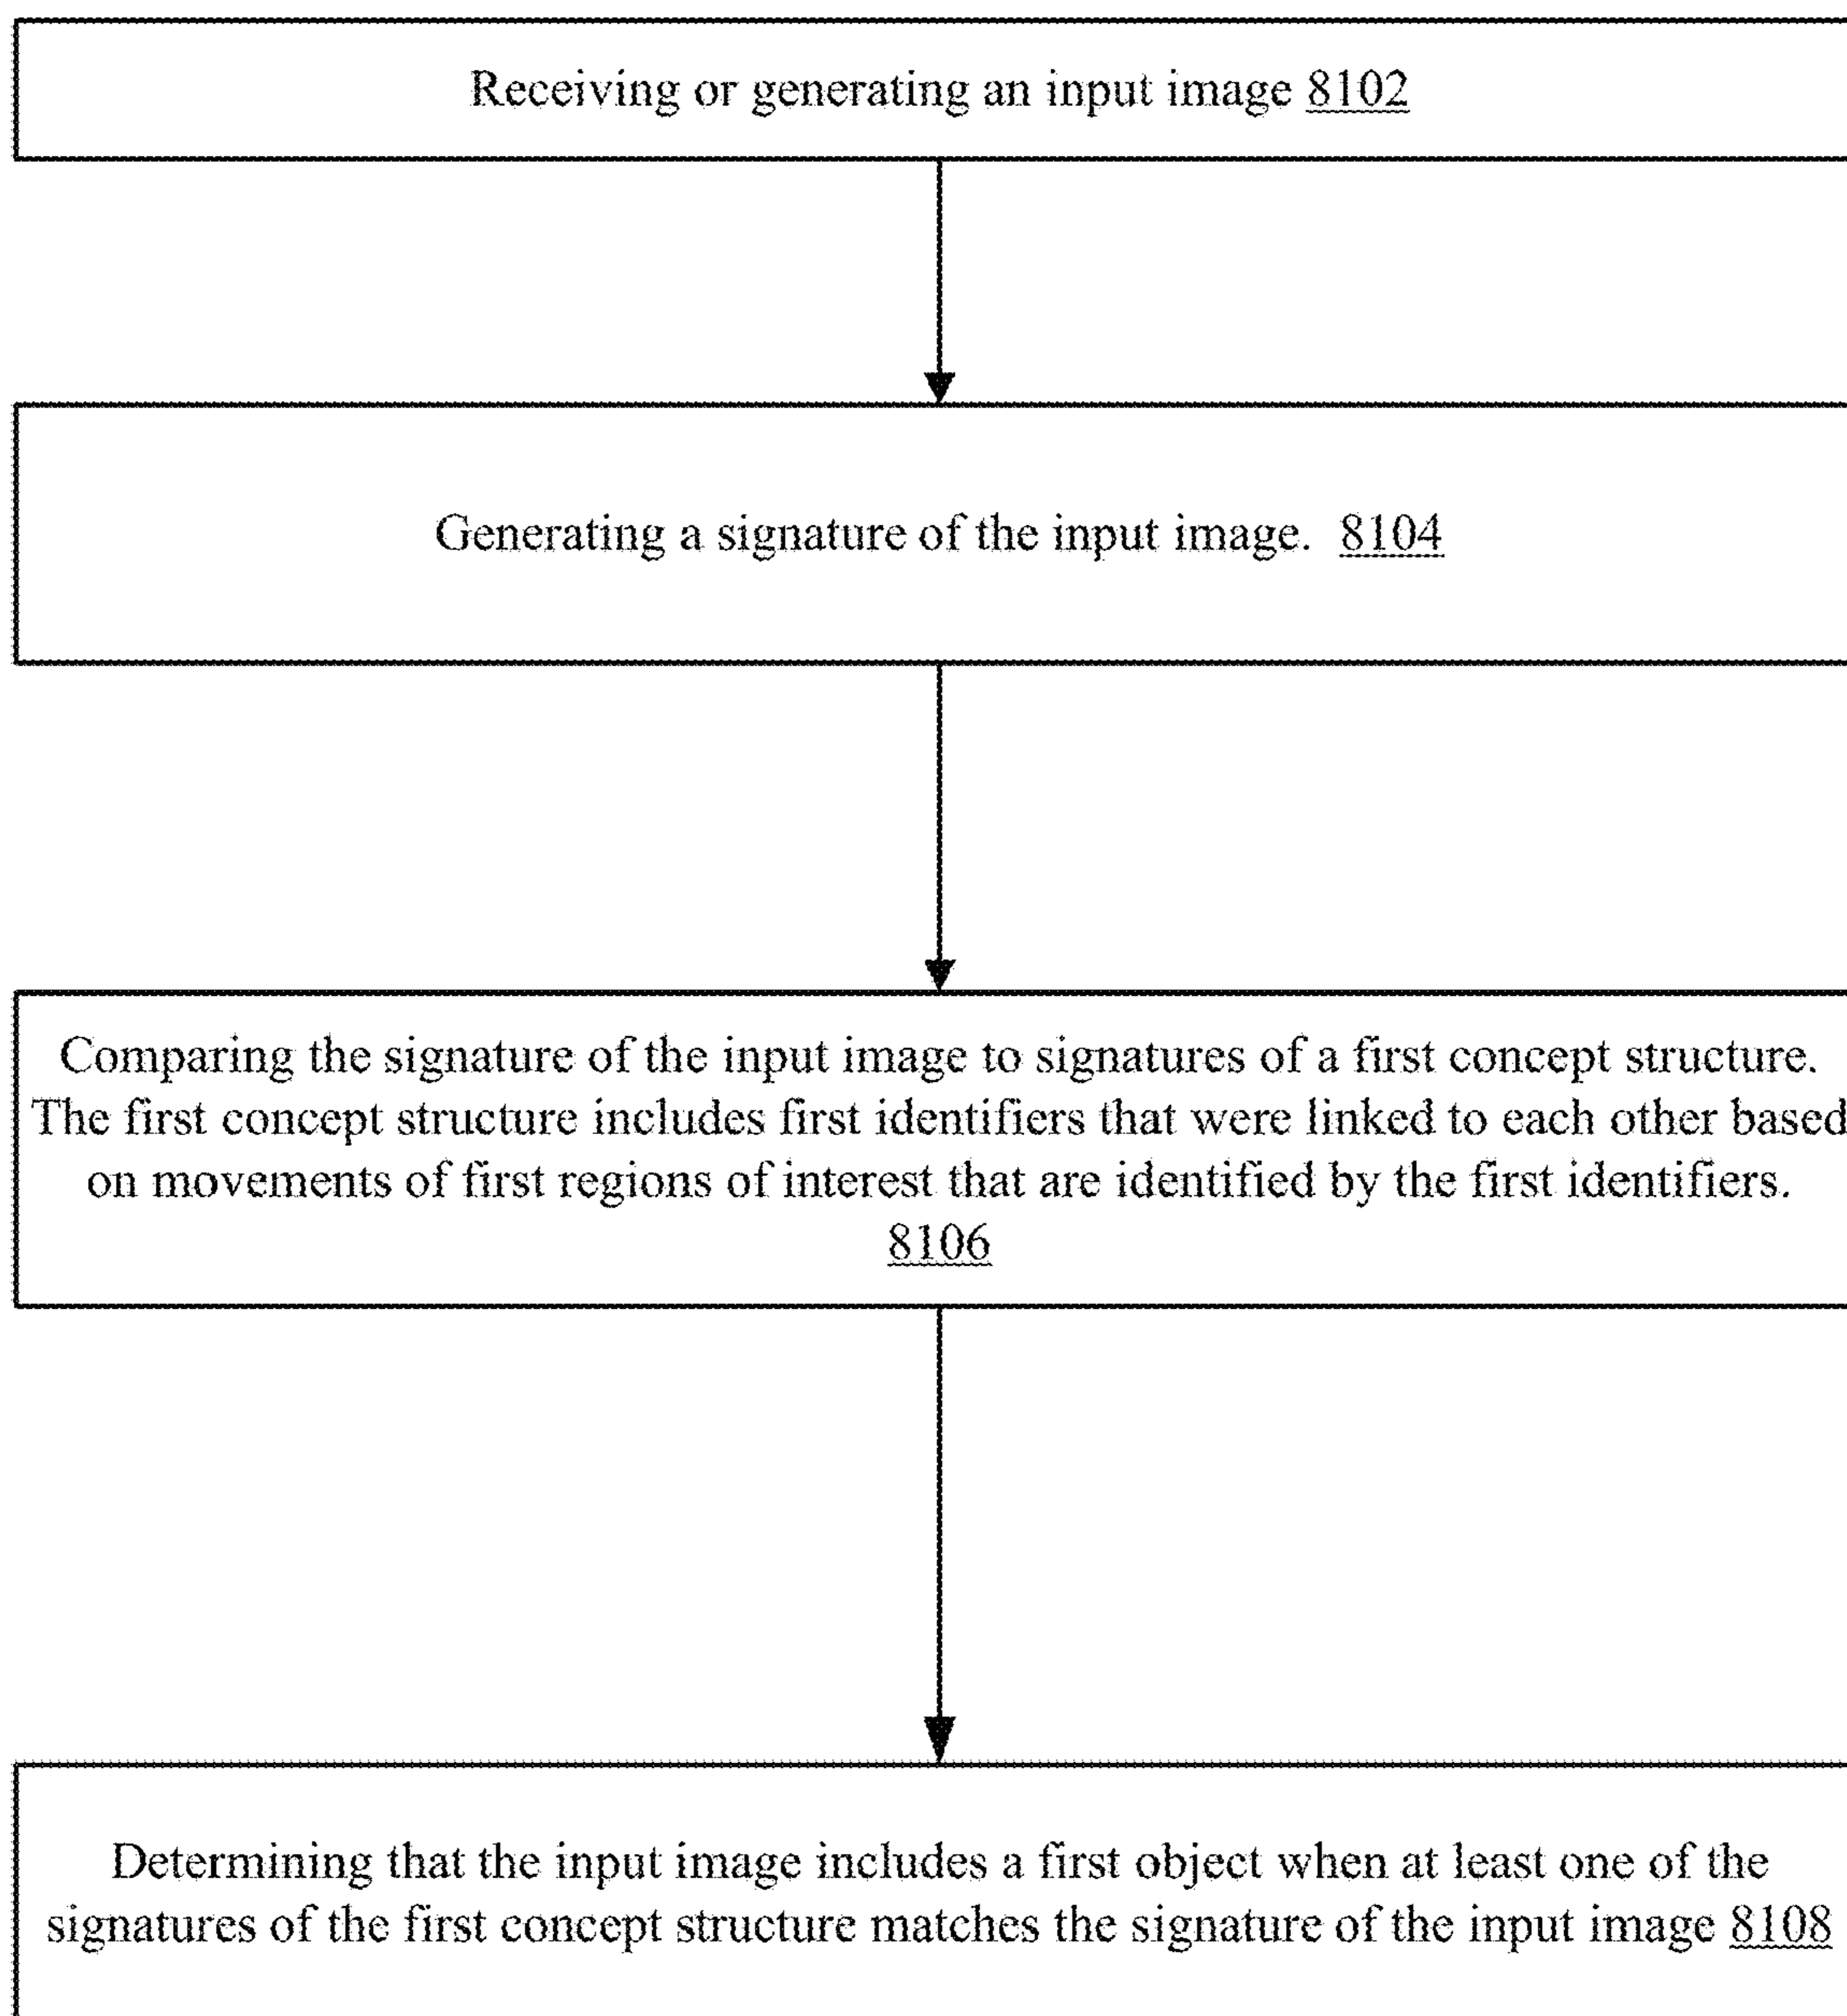 Receiving or generating an input image 8102
Generating a signature of the input image. 8104
Comparing the signature of the input image to signatures of a first concept structure.
The first concept structure includes first identifiers that were linked to each other based
on movements of first regions of interest that are identified by the first identifiers.
8106
Determining that the input image includes a first object when at least one of the
signatures of the first concept structure matches the signature of the input image 8108